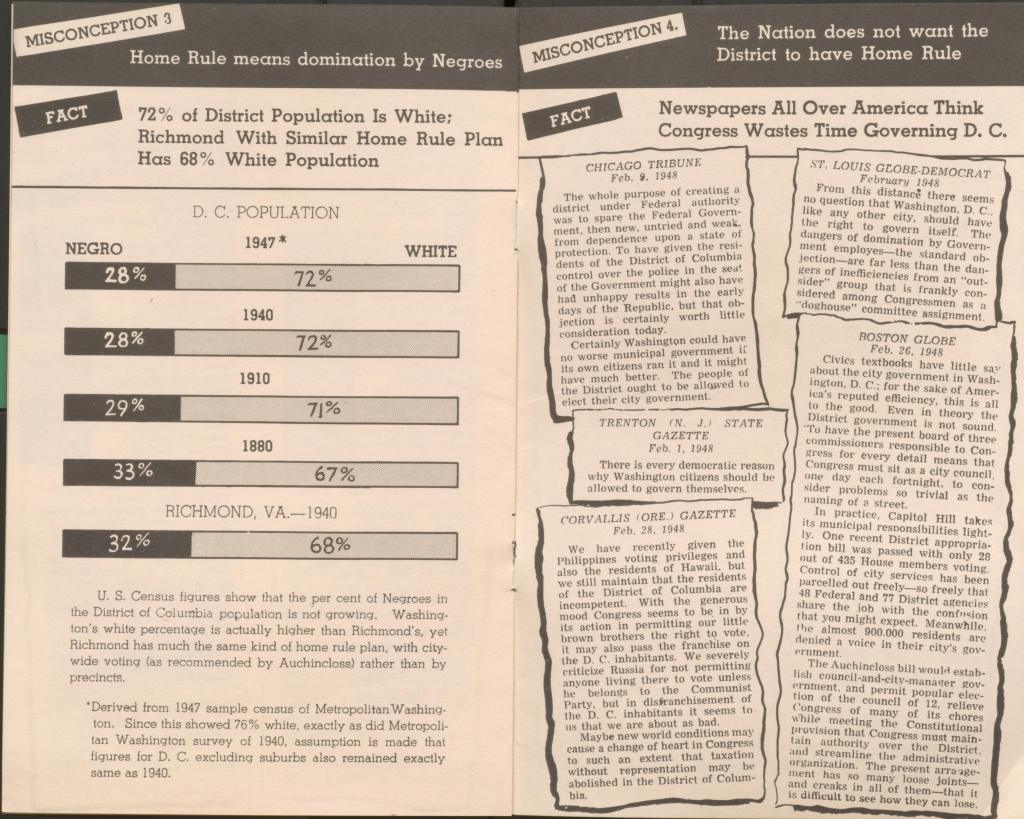 MISCONCEPTION 3
Home Rule means domination by Negroes
FACT
72% of District Population Is White;
Richmond With Similar Home Rule Plan
Has 68% White Population
D. C. POPULATION
NEGRO 1947* WHITE
28% 72%
1940
28% 72%
1910
29% 71%
1880
33% 67%
RICHMOND, VA.—1940
32% 68%
U. S. Census figures show that the per cent of Negroes in
the District of Columbia population is not growing. Washing-
ton's white percentage is actually higher than Richmond's, yet
Richmond has much the same kind of home rule plan, with city-
wide voting (as recommended by Auchincloss) rather than by
precincts.
*Derived from 1947 sample census of Metropolitan Washing-
ton. Since this showed 76% white, exactly as did Metropoli-
tan Washington survey of 1940, assumption is made that
figures for D. C. excluding suburbs also remained exactly
same as 1940.
MISCONCEPTION 4.
The Nation does not want the
District to have Home Rule
FACT
Newspapers All Over America Think
Congress Wastes Time Governing D. C.
CHICAGO TRIBUNE
Feb. 9, 1948
The whole purpose of creating a
district under Federal authority
was to spare the Federal Govern-
ment, then new, untried and weak,
from dependence upon a state of
protection. To have given the resi-
dents of the District of Columbia
control over the police in the seat
of the Government might also have
had unhappy results in the early
days of the Republic, but that ob-
jection is certainly worth little
consideration today.
Certainly Washington could have
no worse municipal government if
its own citizens ran it and it might
have much better. The people of
the District ought to be allowed to
elect their city government.
TRENTON (N. J.) STATE
GAZETTE
Feb. 1, 1948
There is every democratic reason
why Washington citizens should be
allowed to govern themselves.
CORVALLIS (ORE.) GAZETTE
Feb. 28, 1948
We have recently given the
Philippines voting privileges and
also the residents of Hawaii, but
we still maintain that the residents
of the District of Columbia are
incompetent. With the generous
mood Congress seems to be in by
its action in permitting our little
brown brothers the right to vote,
it may also pass the franchise on
the D. C. inhabitants. We severely
criticize Russia for not permitting
anyone living there to vote unless
he belongs to the Communist
Party, but in disfranchisement of
the D. C. inhabitants it seems to
us that we are about as bad.
Maybe new world conditions may
cause a change of heart in Congress
to such an extent that taxation
without representation may be
abolished in the District of Colum-
bia.
ST. LOUIS GLOBE-DEMOCRAT
February 1948
From this distance there seems
no question that Washington, D. C.,
like any other city, should have
the right to govern itself. The
dangers of domination by Govern-
ment employes—the standard ob-
jection—are far less than the dan-
gers of inefficiencies from an "out-
sider" group that is frankly con-
sidered among Congressmen as a
"doghouse" committee assignment.
BOSTON GLOBE
Feb. 26, 1948
Civics textbooks have little say
about the city government in Wash-
ington, D. C.; for the sake of Amer-
ica's reputed efficiency, this is all
to the good. Even in theory the
District government is not sound.
To have the present board of three
commissioners responsible to Con-
gress for every detail means that
Congress must sit as a city council,
one day each fortnight, to con-
sider problems so trivial as the
naming of a street.
In practice, Capitol Hill takes
its municipal responsibilities light-
ly. One recent District appropria-
tion bill was passed with only 28
out of 435 House members voting.
Control of city services has been
parcelled out freely—so freely that
48 Federal and 77 District agencies
share the job with the confusion
that you might expect. Meanwhile,
the almost 900,000 residents are
denied a voice in their city's gov-
ernment.
The Auchincloss bill would estab-
lish council-and-city-manager gov-
ernment, and permit popular elec-
tion of the council of 12, relieve
Congress of many of its chores
while meeting the Constitutional
provision that Congress must main-
tain authority over the District,
and streamline the administrative
organization. The present arrange-
ment has so many loose joints—
and creaks in all of them—that it
is difficult to see how they can lose.